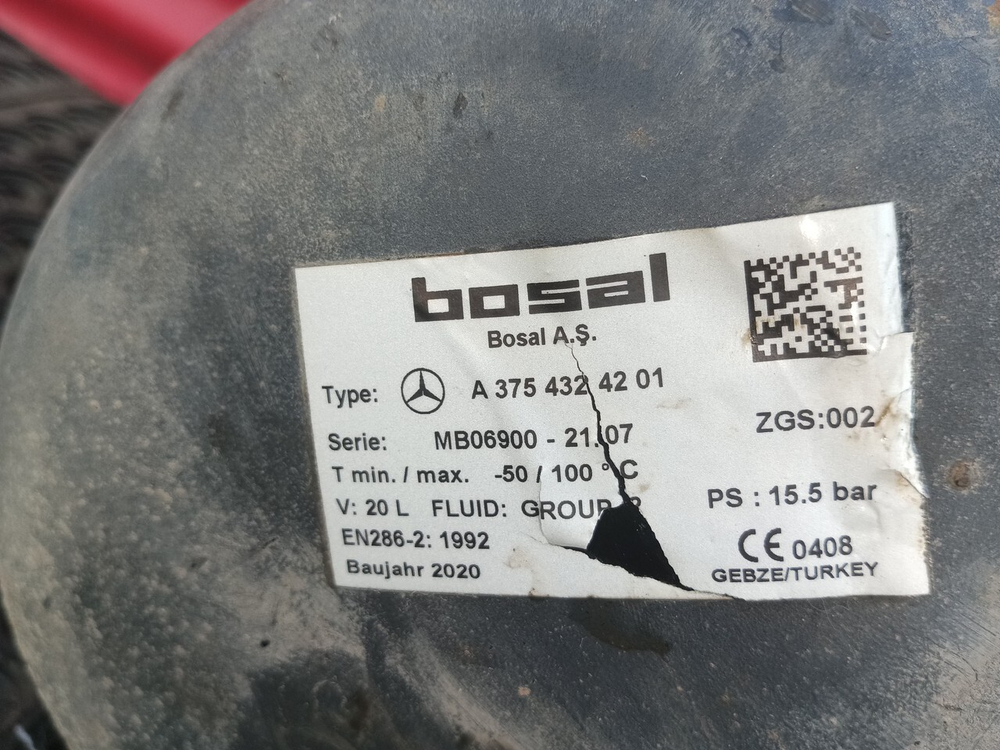 bosal
Bosal A.Ş.
Type: A 375 432 42 01
ZGS:002
Serie: MB06900 - 21.07
T min. / max. -50 / 100 ° C
V: 20 L FLUID: GROUP
PS : 15.5 bar
EN286-2: 1992
CE 0408
Baujahr 2020
GEBZE/TURKEY